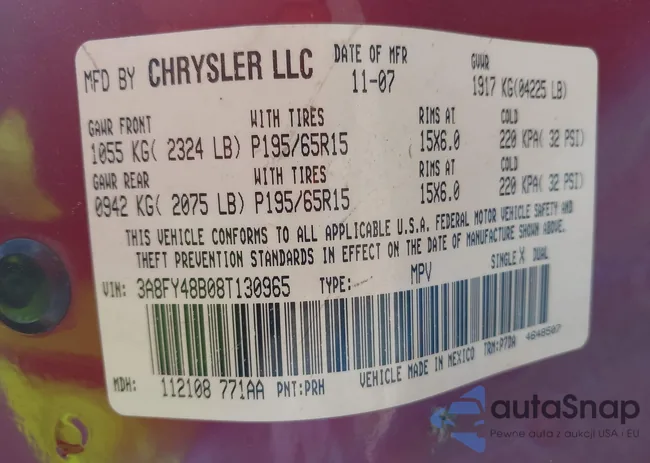 MFD BY CHRYSLER LLC DATE OF MFR 11-07 GVWR 1917 KG(04225 LB)
GAWR FRONT WITH TIRES RIMS AT COLD
1055 KG( 2324 LB) P195/65R15 15X6.0 220 KPA( 32 PSI)
GAWR REAR WITH TIRES RIMS AT COLD
0942 KG( 2075 LB) P195/65R15 15X6.0 220 KPA( 32 PSI)
THIS VEHICLE CONFORMS TO ALL APPLICABLE U.S.A. FEDERAL MOTOR VEHICLE SAFETY AND
THEFT PREVENTION STANDARDS IN EFFECT ON THE DATE OF MANUFACTURE SHOWN ABOVE.
VIN: 3A8FY48B08T130965 TYPE: MPV SINGLE X DUAL
MDH: 112108 771AA PNT:PRH VEHICLE MADE IN MEXICO TRM:P7DA 4648507
autaSnap
Pewne auta z aukcji USA i EU